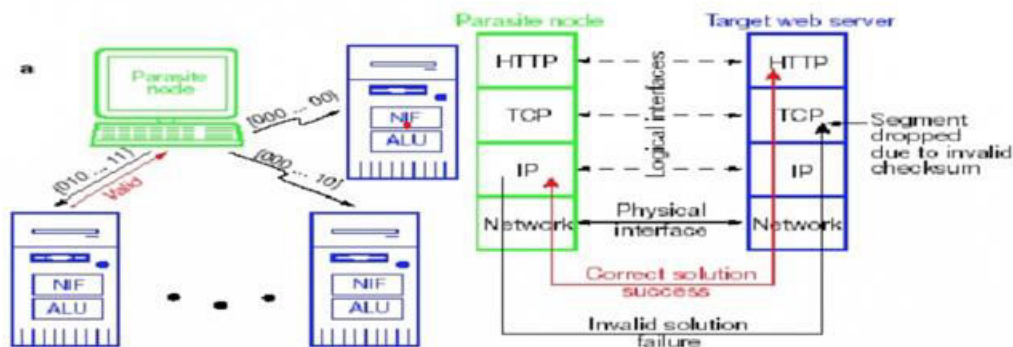 a
Parasite
node
{000 ... 00}
NIF
ALU
{010 ... 11}
Valid
{000 ... 10}
NIF
ALU
NIF
ALU
Parasite node
Target web server
HTTP
HTTP
TCP
TCP
IP
IP
Network
Network
Logical interfaces
Physical
interface
Segment
dropped
due to invalid
checksum
Correct solution
success
Invalid solution
failure